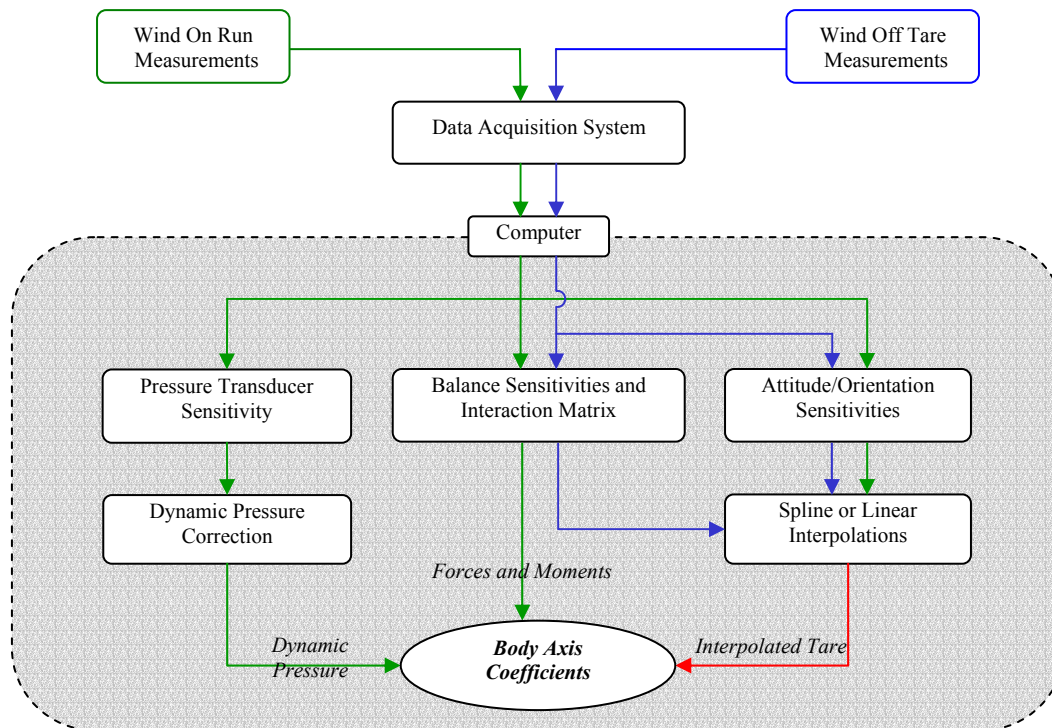 Wind On Run
Measurements
Wind Off Tare
Measurements
Data Acquisition System
Computer
Pressure Transducer
Sensitivity
Balance Sensitivities and
Interaction Matrix
Attitude/Orientation
Sensitivities
Dynamic Pressure
Correction
Spline or Linear
Interpolations
Forces and Moments
Dynamic
Pressure
Body Axis
Coefficients
Interpolated Tare